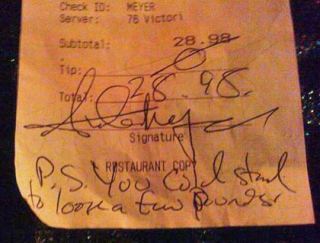 Check ID: MEYER
Server: 76 Victori
Subtotal: 28.98
Tip:
Total: 28.98.
Signature
RESTAURANT COPY
P.S. You could stand
to loose a few pounds.